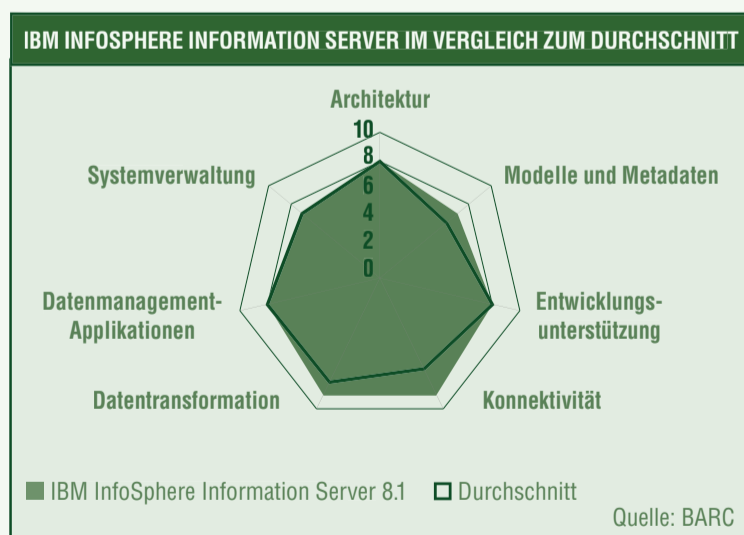 IBM INFOSPHERE INFORMATION SERVER IM VERGLEICH ZUM DURCHSCHNITT
Architektur
10
8
6
4
2
0
Systemverwaltung
Modelle und Metadaten
Datenmanagement-
Applikationen
Entwicklungs-
unterstützung
Datentransformation
Konnektivität
IBM InfoSphere Information Server 8.1
Durchschnitt
Quelle: BARC